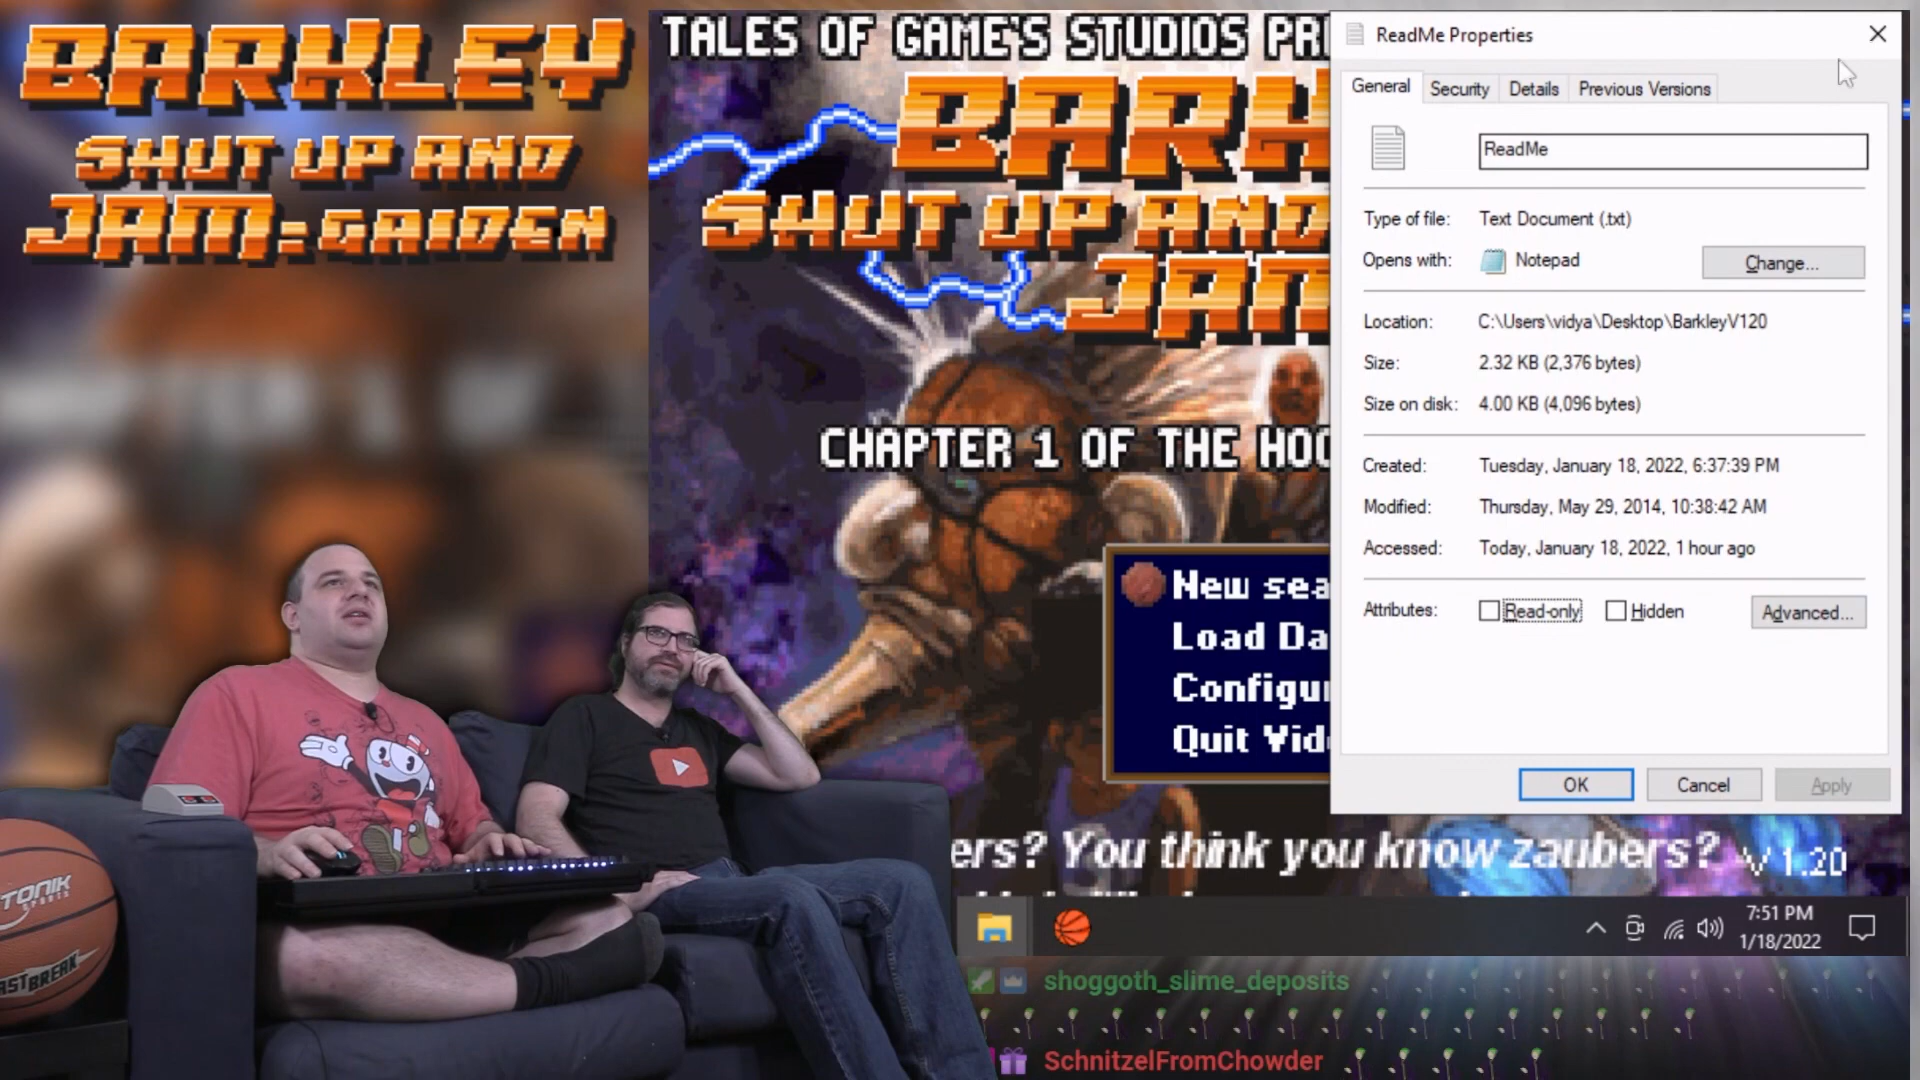 BARKLEY
SHUT UP AND
JAM: GAIDEN
TALES OF GAME'S STUDIOS PR
BARK
SHUT UP AND
JAM
CHAPTER 1 OF THE HOO
New sea
Load Da
Configu
Quit Vid
ers? You think you know zaubers?
V 1.20
ReadMe Properties
General
Security
Details
Previous Versions
ReadMe
Type of file: Text Document (.txt)
Opens with: Notepad
Change...
Location: C:\Users\vidya\Desktop\BarkleyV120
Size: 2.32 KB (2,376 bytes)
Size on disk: 4.00 KB (4,096 bytes)
Created: Tuesday, January 18, 2022, 6:37:39 PM
Modified: Thursday, May 29, 2014, 10:38:42 AM
Accessed: Today, January 18, 2022, 1 hour ago
Attributes: Read-only Hidden
Advanced...
OK
Cancel
Apply
7:51 PM
1/18/2022
shoggoth_slime_deposits
SchnitzelFromChowder
TONIK
SPORTS
ASTBREAK